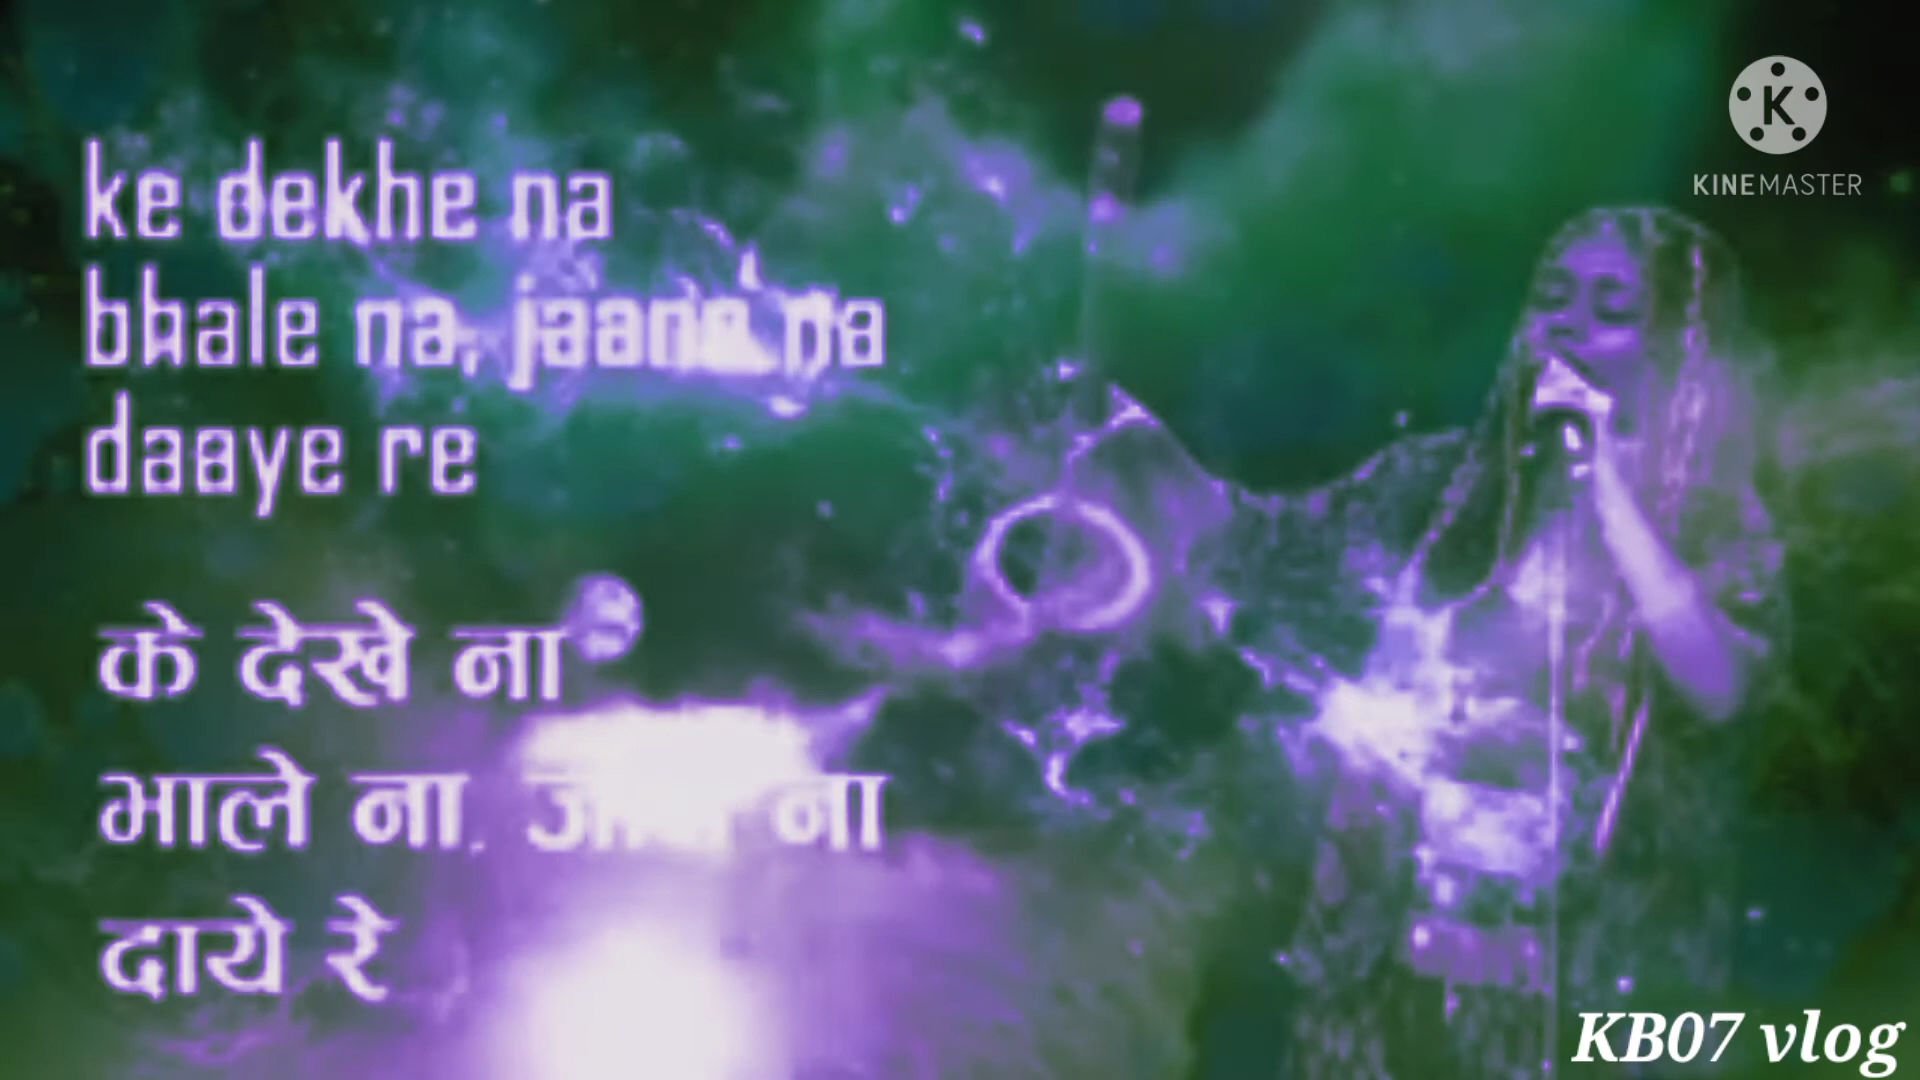 ke dekhe na
bhale na, jaane na
daaye re
के देखे ना
भाले ना, ना
दाये रे
K
KINEMASTER
KB07 vlog